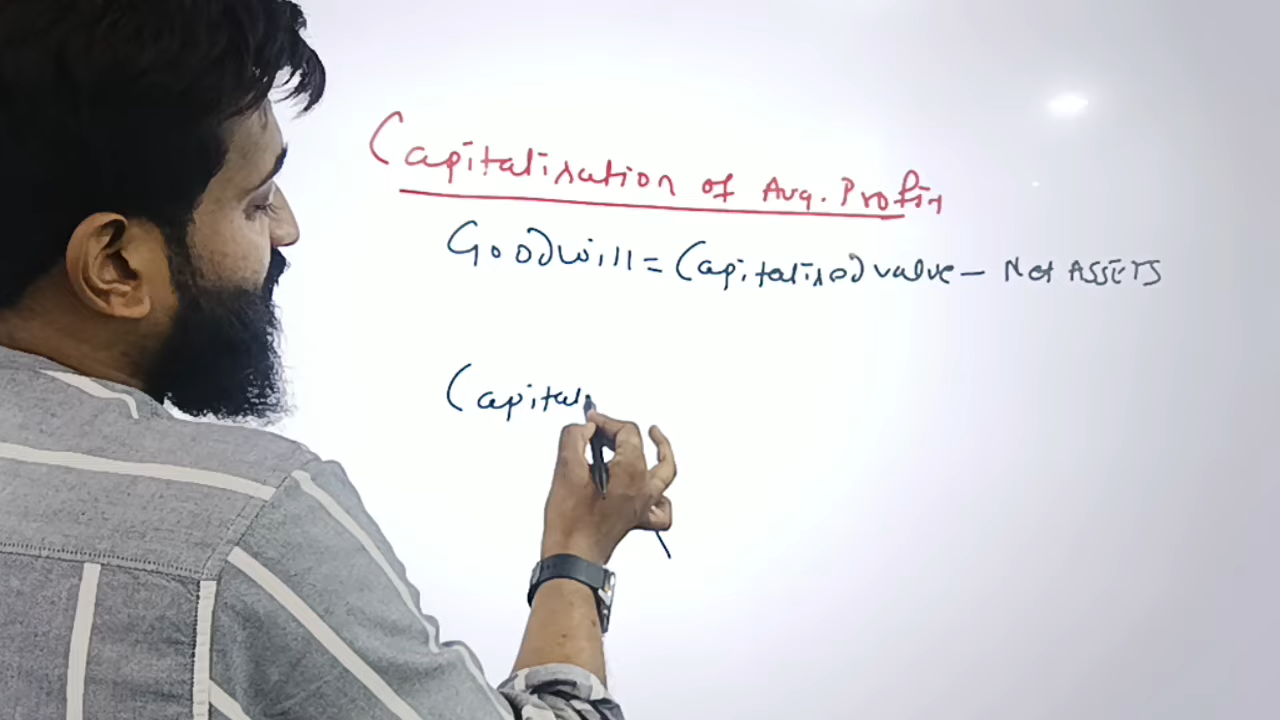 Capitalisation of Avg. Profit
Goodwill = Capitalised value - Net ASSETS
Capital